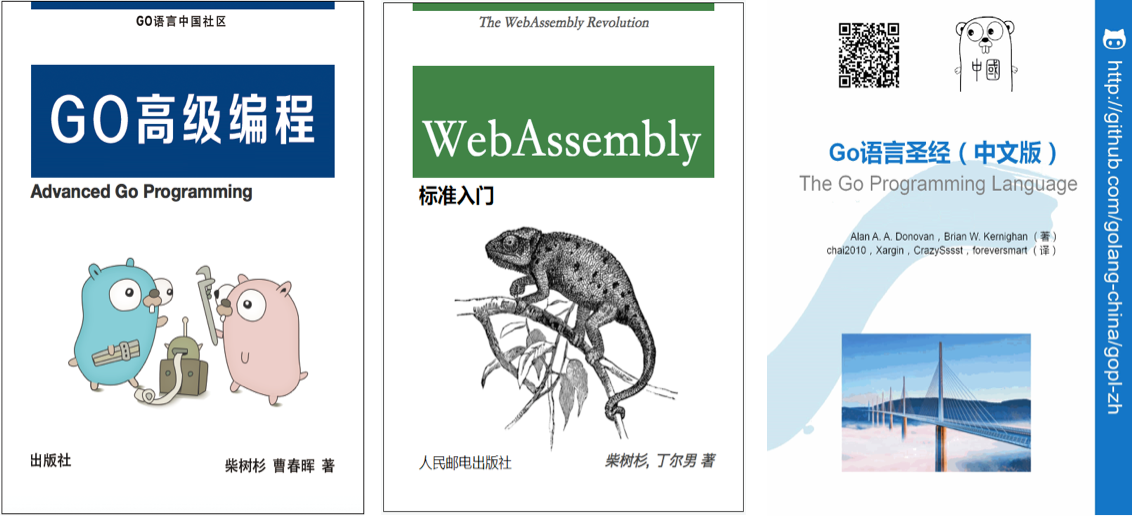 GO语言中国社区
GO高级编程
Advanced Go Programming
出版社
柴树杉 曹春晖 著
The WebAssembly Revolution
WebAssembly
标准入门
人民邮电出版社
柴树杉, 丁尔男 著
中國
Go语言圣经（中文版）
The Go Programming Language
Alan A. A. Donovan，Brian W. Kernighan （著）
chai2010，Xargin，CrazySssst，foreversmart（译）
http://github.com/golang-china/gopl-zh